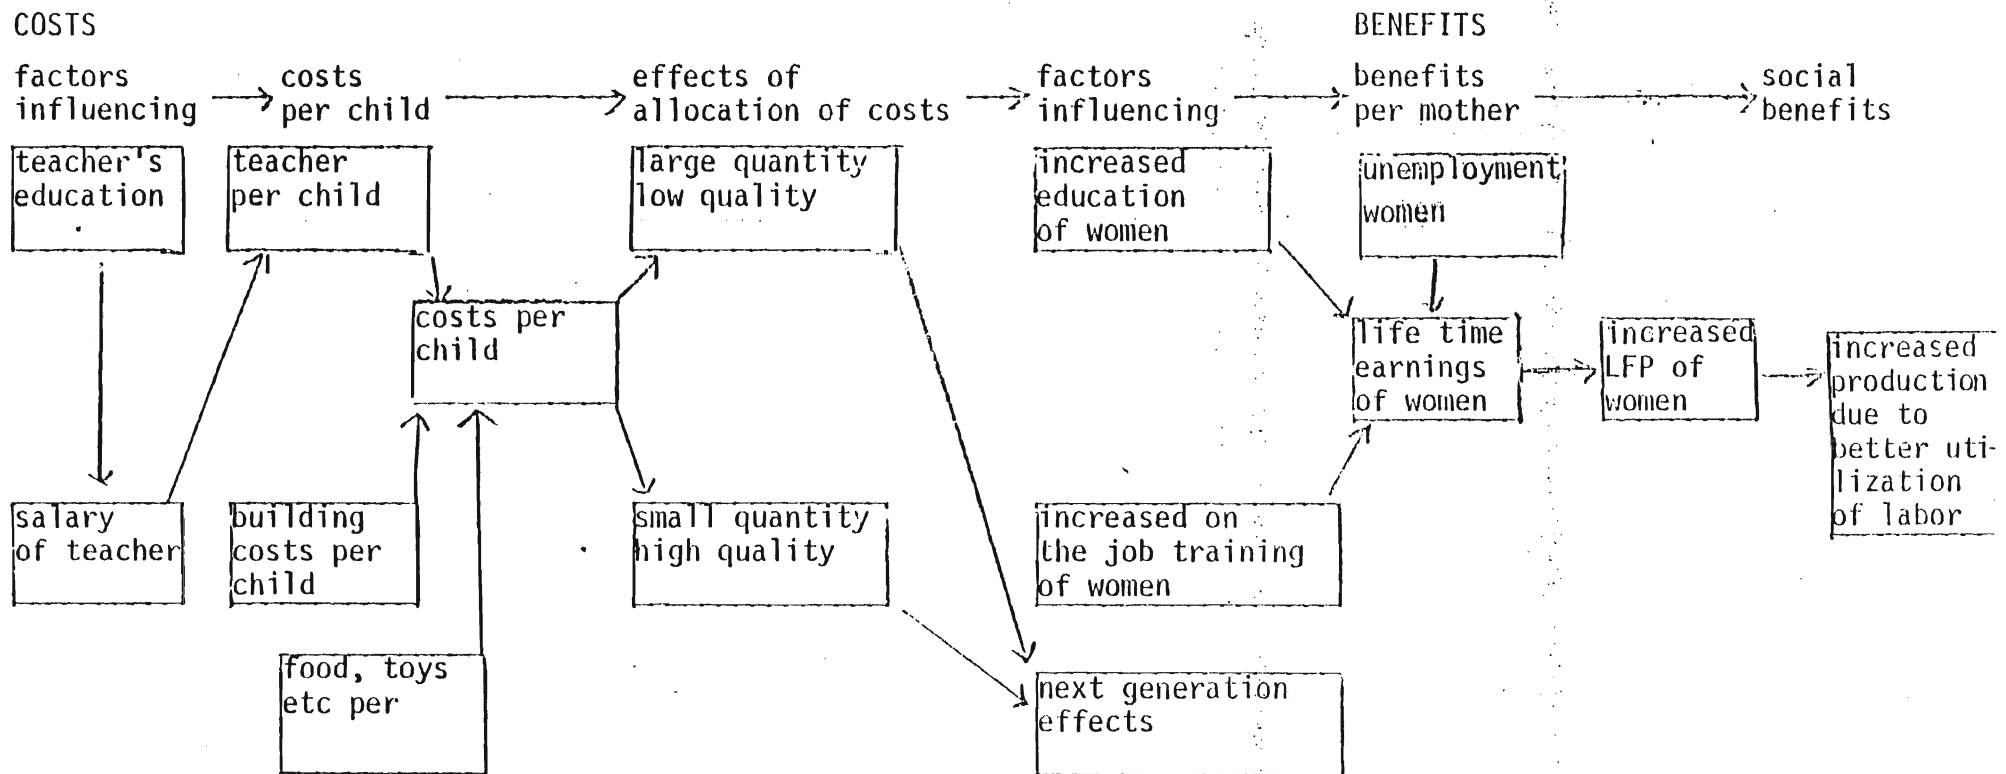 COSTS
BENEFITS
factors
influencing
costs
per child
effects of
allocation of costs
factors
influencing
benefits
per mother
social
benefits
teacher's
education
teacher
per child
large quantity
low quality
increased
education
of women
unemployment
women
costs per
child
life time
earnings
of women
increased
LFP of
women
increased
production
due to
better uti-
lization
of labor
salary
of teacher
building
costs per
child
small quantity
high quality
increased on
the job training
of women
food, toys
etc per
next generation
effects